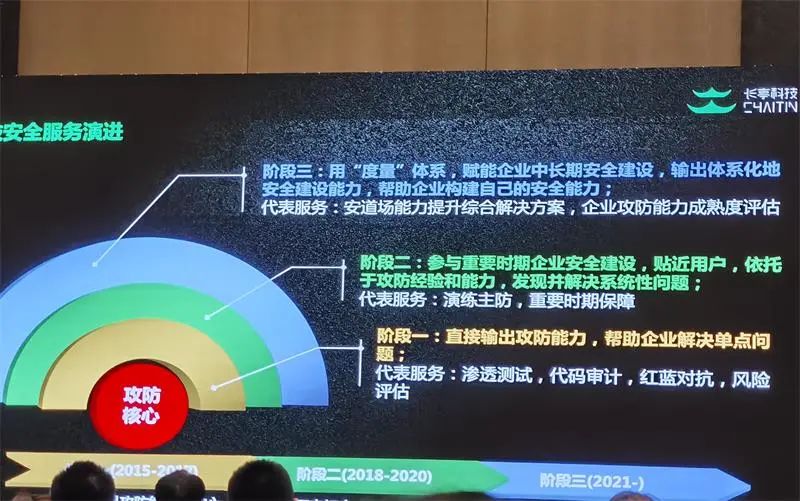 长亭科技
CHAITIN
安全服务演进
阶段三：用“度量”体系，赋能企业中长期安全建设，输出体系化地
安全建设能力，帮助企业构建自己的安全能力；
代表服务：安道场能力提升综合解决方案，企业攻防能力成熟度评估
阶段二：参与重要时期企业安全建设，贴近用户，依托
于攻防经验和能力，发现并解决系统性问题；
代表服务：演练主防，重要时期保障
阶段一：直接输出攻防能力，帮助企业解决单点问
题；
代表服务：渗透测试，代码审计，红蓝对抗，风险
评估
攻防
核心
(2015-2017)
阶段二(2018-2020)
阶段三(2021-)